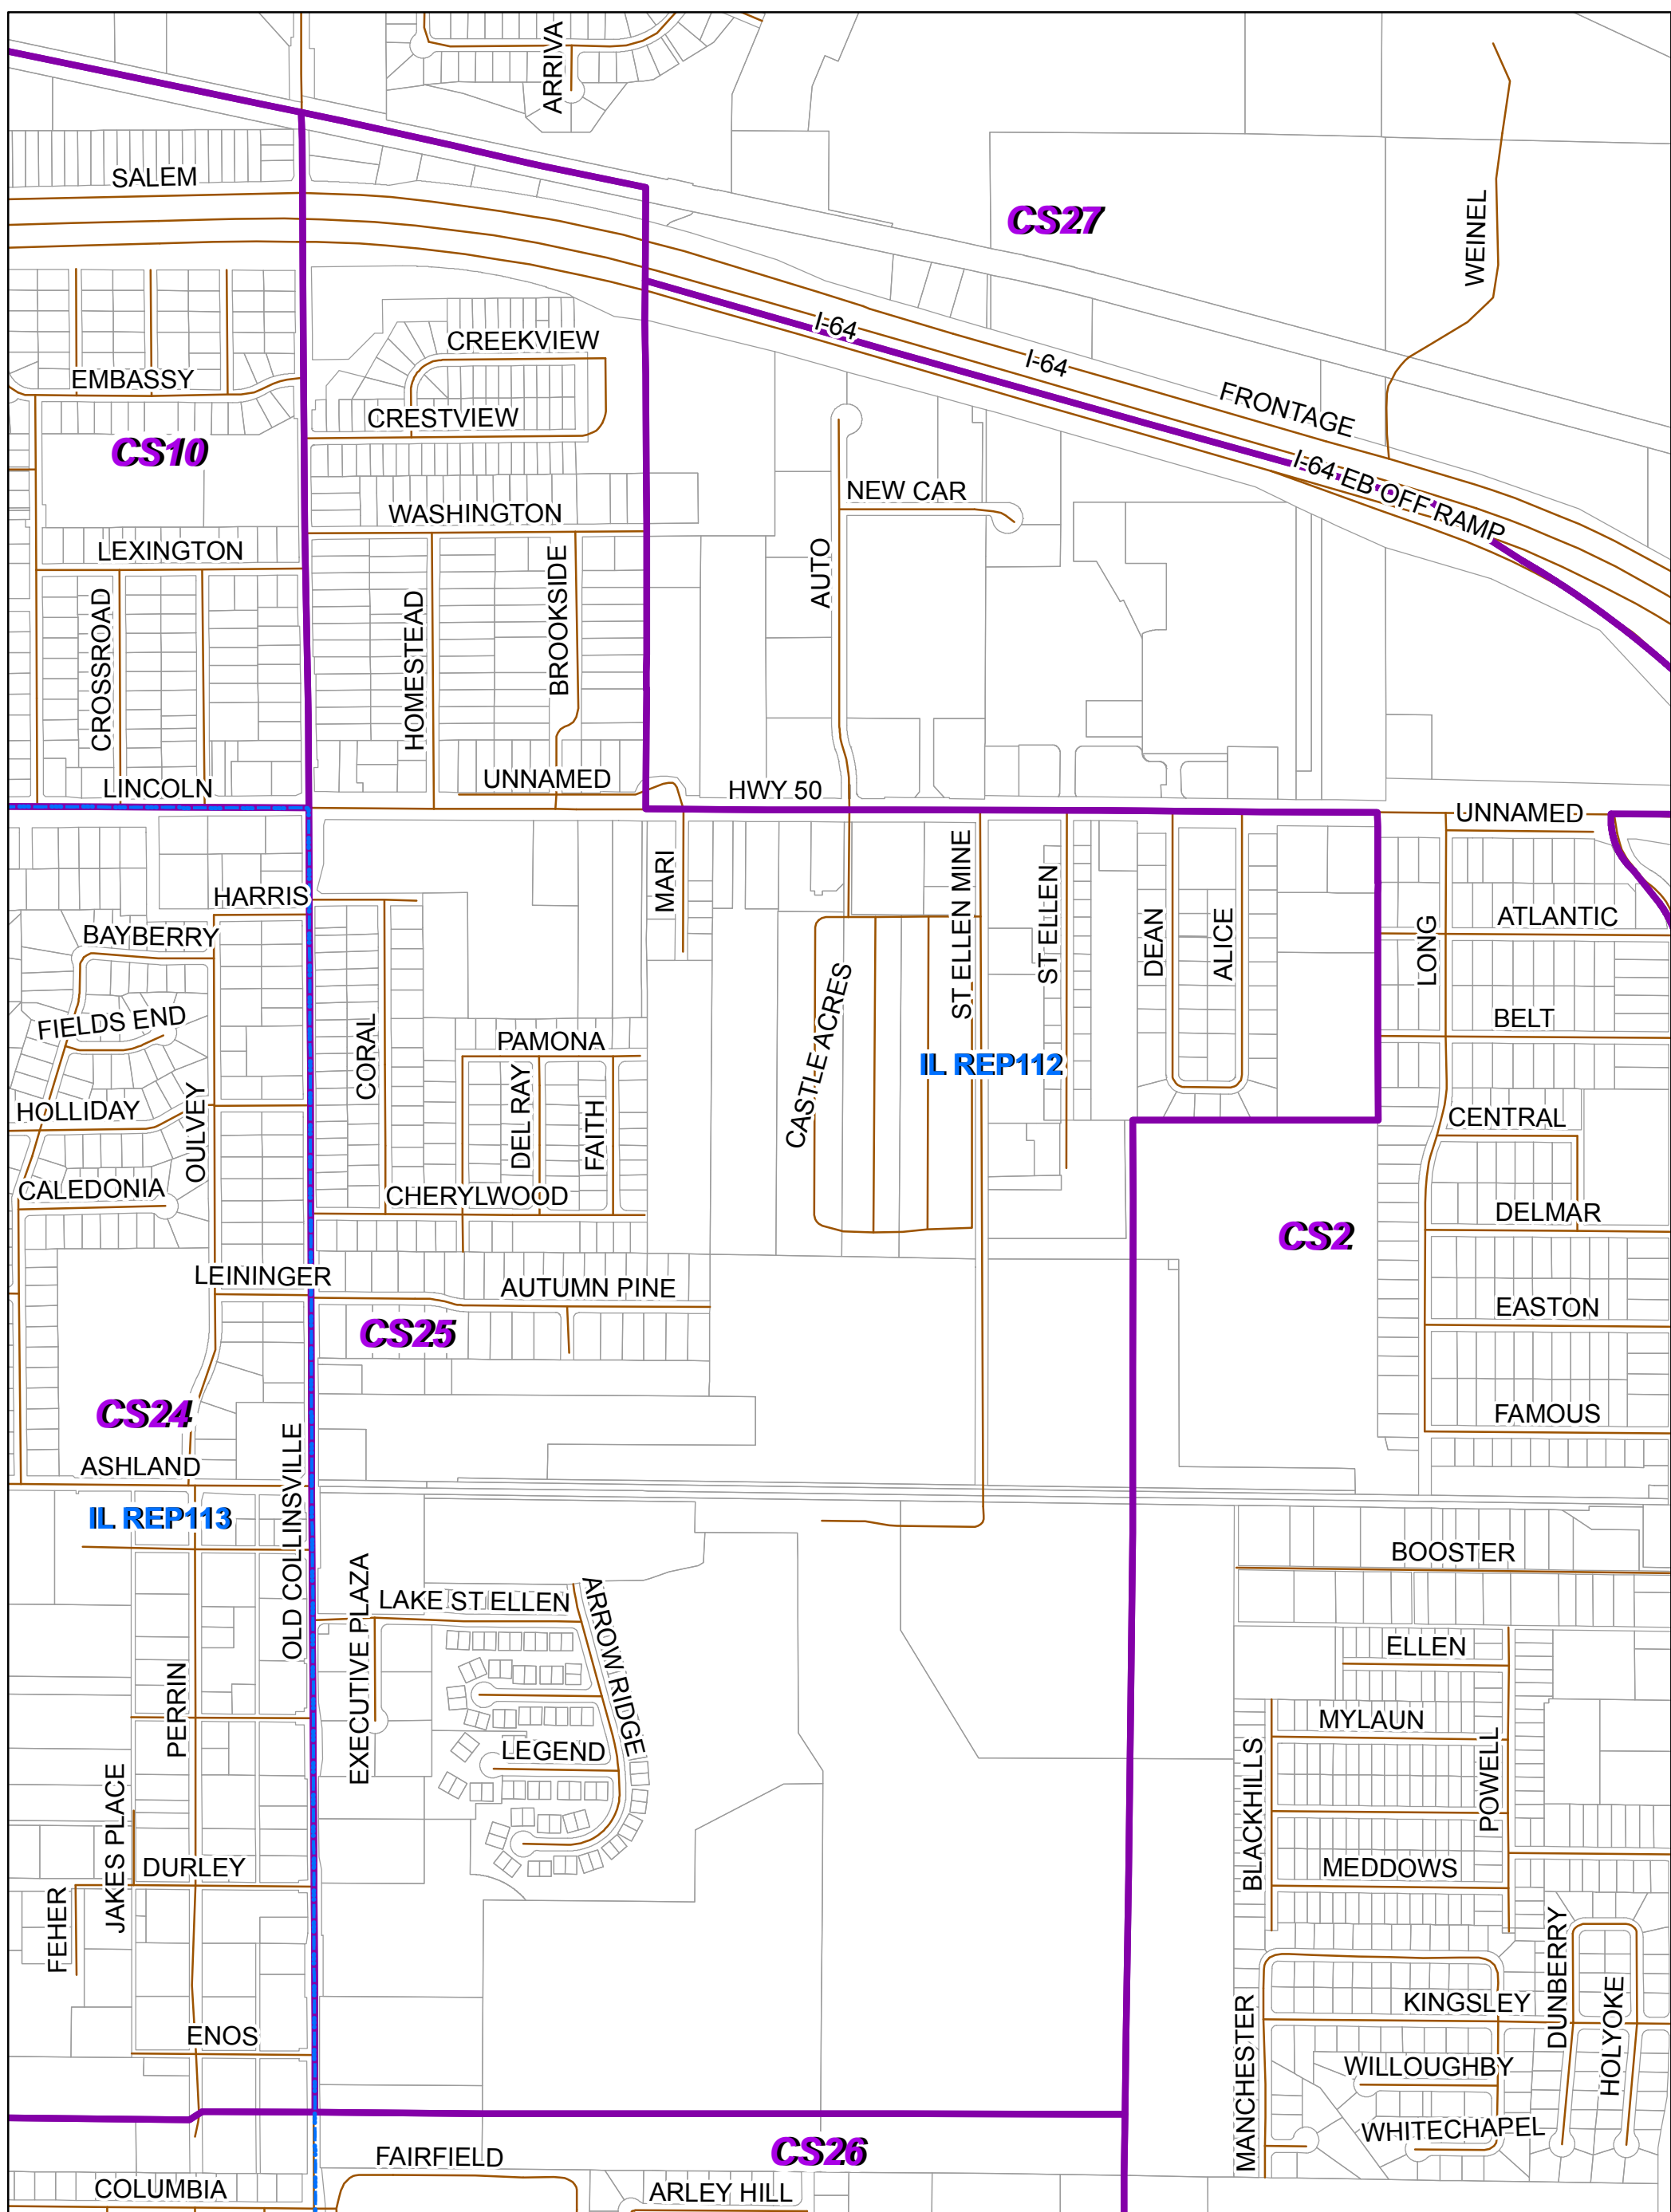 ARRIVA
SALEM
CS27
WEINEL
I-64
CREEKVIEW
I-64
EMBASSY
FRONTAGE
CRESTVIEW
CS10
I-64 EB OFF RAMP
NEW CAR
WASHINGTON
LEXINGTON
AUTO
BROOKSIDE
CROSSROAD
HOMESTEAD
UNNAMED
LINCOLN
HWY 50
UNNAMED
MARI
HARRIS
ST ELLEN MINE
ST ELLEN
DEAN
ALICE
LONG
ATLANTIC
BAYBERRY
FIELDS END
BELT
CORAL
PAMONA
CASTLE ACRES
IL REP112
HOLLIDAY
OULVEY
DEL RAY
FAITH
CENTRAL
CALEDONIA
CHERYLWOOD
DELMAR
CS2
LEININGER
AUTUMN PINE
EASTON
CS25
CS24
FAMOUS
ASHLAND
OLD COLLINSVILLE
IL REP113
BOOSTER
EXECUTIVE PLAZA
LAKE ST ELLEN
ARROW RIDGE
ELLEN
PERRIN
MYLAUN
LEGEND
BLACKHILLS
POWELL
JAKES PLACE
DURLEY
MEDDOWS
FEHER
DUNBERRY
KINGSLEY
HOLYOKE
ENOS
MANCHESTER
WILLOUGHBY
WHITECHAPEL
CS26
FAIRFIELD
COLUMBIA
ARLEY HILL